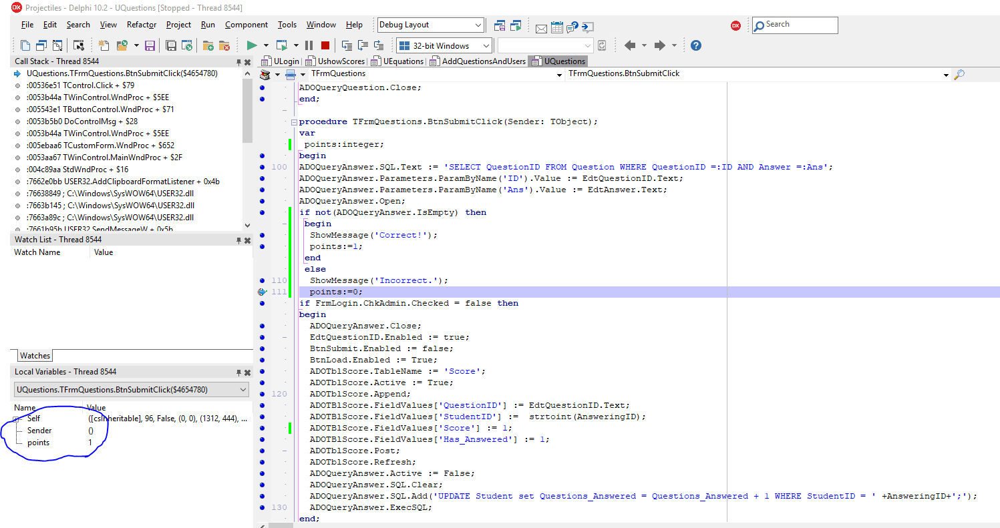 DX Projectiles - Delphi 10.2 - UQuestions [Stopped - Thread 8544]
File Edit Search View Refactor Project Run Component Tools Window Help Debug Layout DX Search
32-bit Windows
Call Stack - Thread 8544
UQuestions.TFrmQuestions.BtnSubmitClick($4654780)
:00536e51 TControl.Click + $79
:0053b44a TWinControl.WndProc + $5EE
:005543e1 TButtonControl.WndProc + $71
:0053b5b0 DoControlMsg + $28
:0053b44a TWinControl.WndProc + $5EE
:005ebaa6 TCustomForm.WndProc + $652
:0053aa67 TWinControl.MainWndProc + $2F
:004c89aa StdWndProc + $16
:7662e0bb USER32.AddClipboardFormatListener + 0x4b
:76638849 ; C:\Windows\SysWOW64\USER32.dll
:7663b145 ; C:\Windows\SysWOW64\USER32.dll
:7663a89c ; C:\Windows\SysWOW64\USER32.dll
:7661b95b USER32.SendMessageW + 0x5b
Watch List - Thread 8544
Watch Name Value
Watches
Local Variables - Thread 8544
UQuestions.TFrmQuestions.BtnSubmitClick($4654780)
Name Value
Self ([csInheritable], 96, False, (0, 0), (1312, 444), ...
Sender ()
points 1
ULogin UshowScores UEquations AddQuestionsAndUsers UQuestions
TFrmQuestions TFrmQuestions.BtnSubmitClick
ADOQueryQuestion.Close;
end;
procedure TFrmQuestions.BtnSubmitClick(Sender: TObject);
var
points:integer;
begin
100 ADOQueryAnswer.SQL.Text := 'SELECT QuestionID FROM Question WHERE QuestionID =:ID AND Answer =:Ans';
ADOQueryAnswer.Parameters.ParamByName('ID').Value := EdtQuestionID.Text;
ADOQueryAnswer.Parameters.ParamByName('Ans').Value := EdtAnswer.Text;
ADOQueryAnswer.Open;
if not(ADOQueryAnswer.IsEmpty) then
begin
ShowMessage('Correct!');
points:=1;
end
else
110 ShowMessage('Incorrect.');
111 points:=0;
if FrmLogin.ChkAdmin.Checked = false then
begin
ADOQueryAnswer.Close;
EdtQuestionID.Enabled := true;
BtnSubmit.Enabled := false;
BtnLoad.Enabled := True;
ADOTblScore.TableName := 'Score';
ADOTblScore.Active := True;
120 ADOTblScore.Append;
ADOTBlScore.FieldValues['QuestionID'] := EdtQuestionID.Text;
ADOTBlScore.FieldValues['StudentID'] := strtoint(AnsweringID);
ADOTBlScore.FieldValues['Score'] := 1;
ADOTBlScore.FieldValues['Has_Answered'] := 1;
ADOTblScore.Post;
ADOTblScore.Refresh;
ADOQueryAnswer.Active := False;
ADOQueryAnswer.SQL.Clear;
ADOQueryAnswer.SQL.Add('UPDATE Student set Questions_Answered = Questions_Answered + 1 WHERE StudentID = ' +AnsweringID+';');
130 ADOQueryAnswer.ExecSQL;
end;